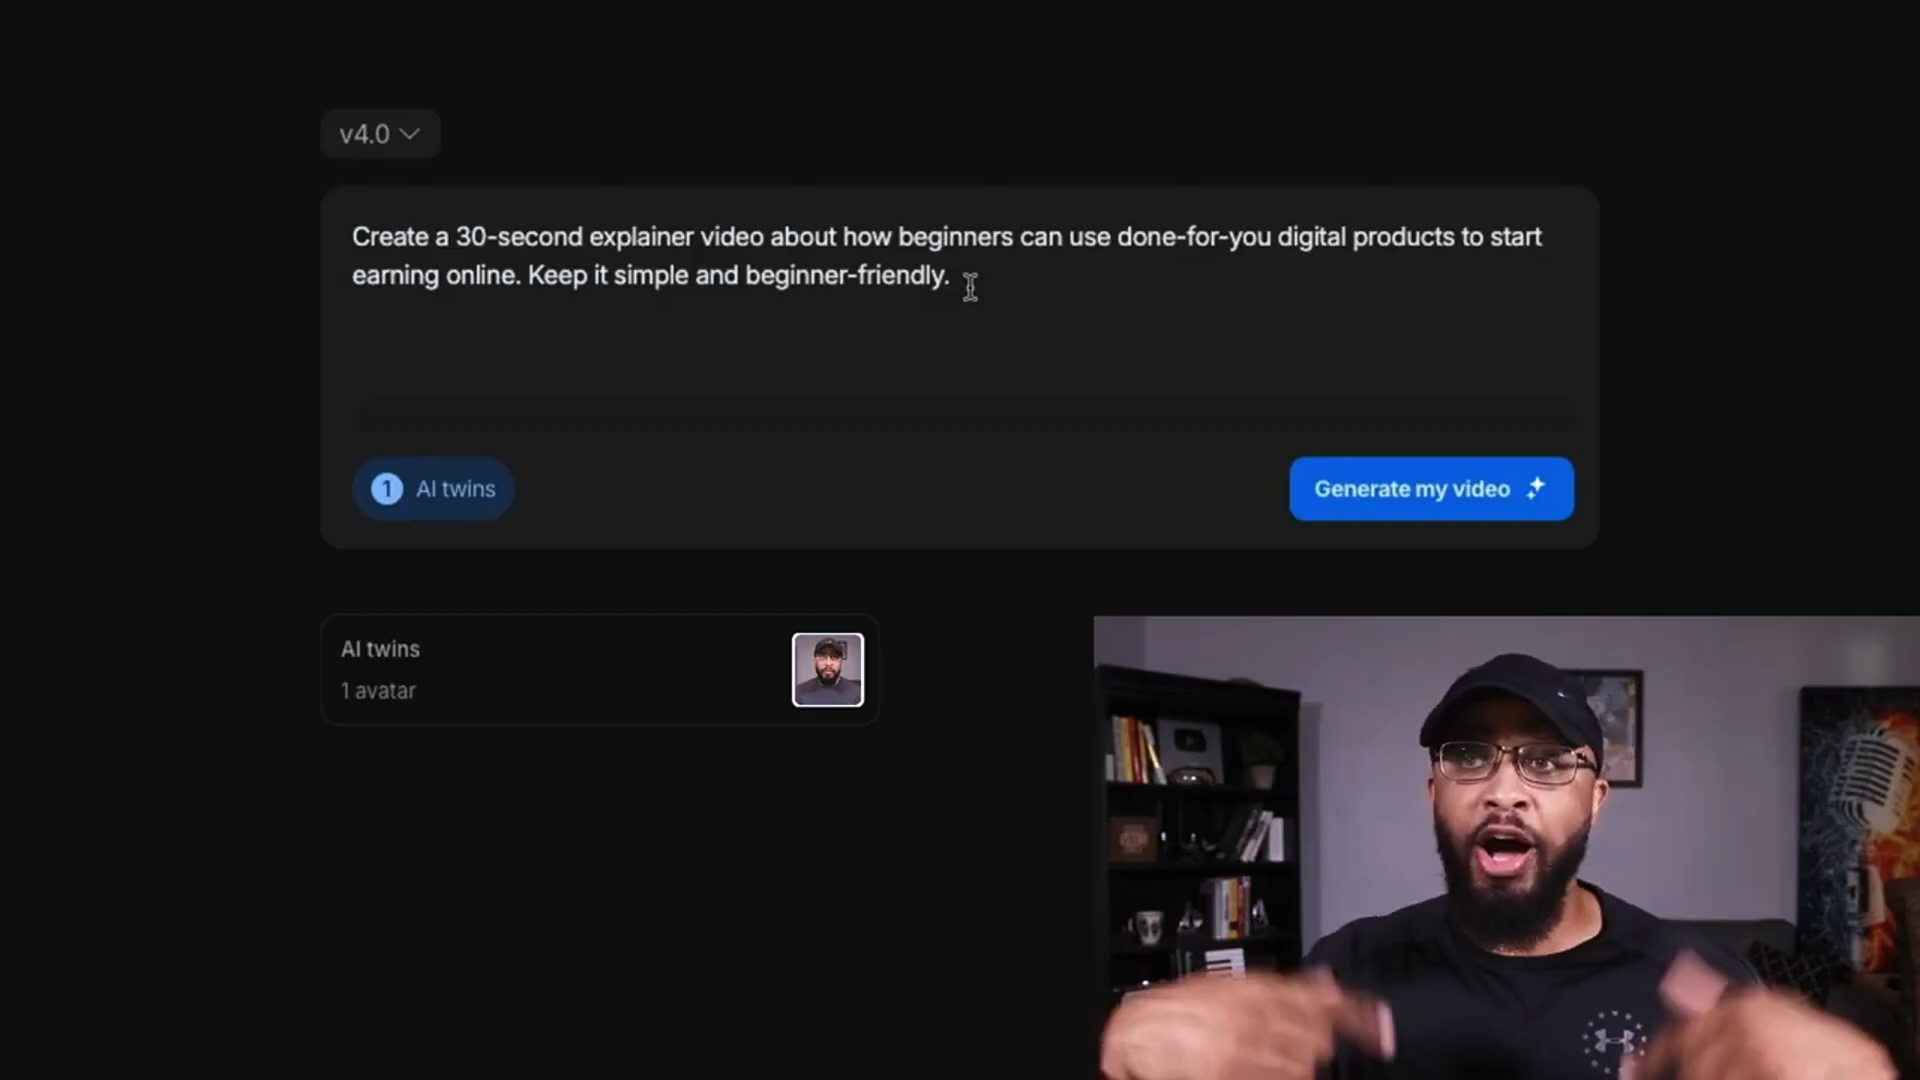 v4.0
Create a 30-second explainer video about how beginners can use done-for-you digital products to start
earning online. Keep it simple and beginner-friendly.
1 AI twins
Generate my video
AI twins
1 avatar